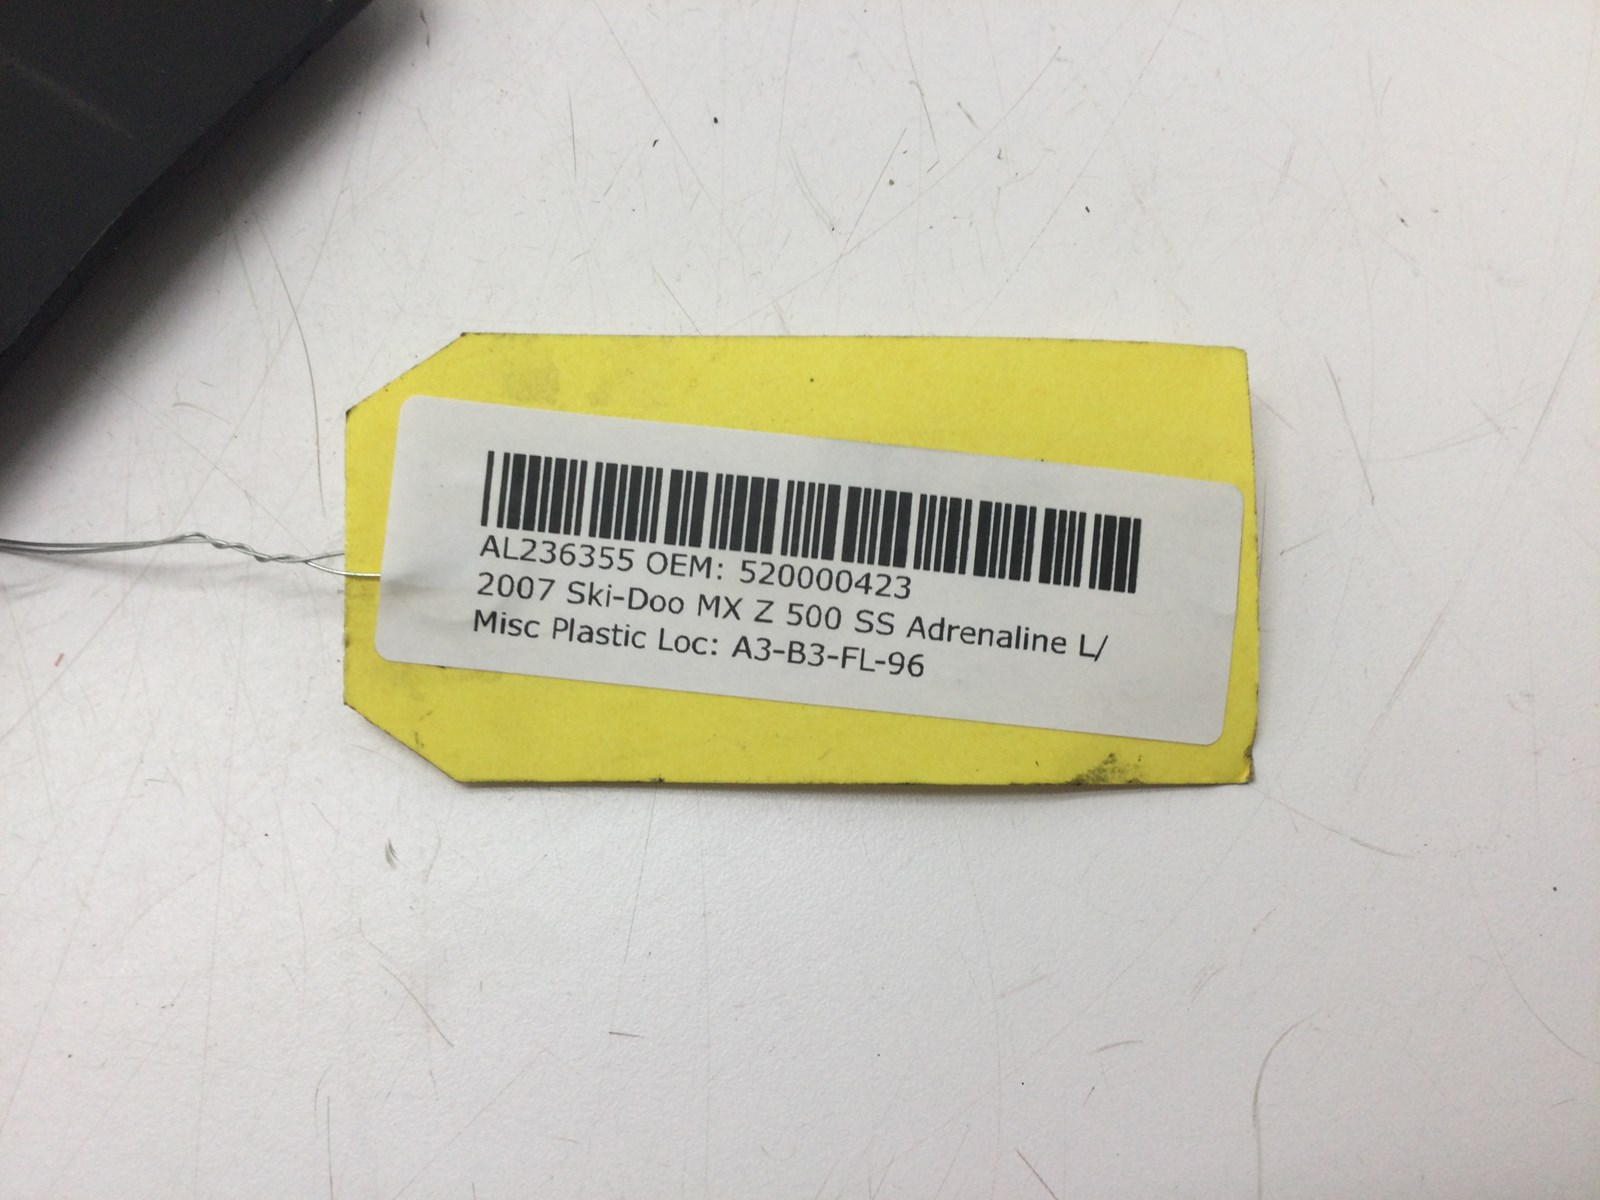 AL236355 OEM: 520000423
2007 Ski-Doo MX Z 500 SS Adrenaline L/
Misc Plastic Loc: A3-B3-FL-96